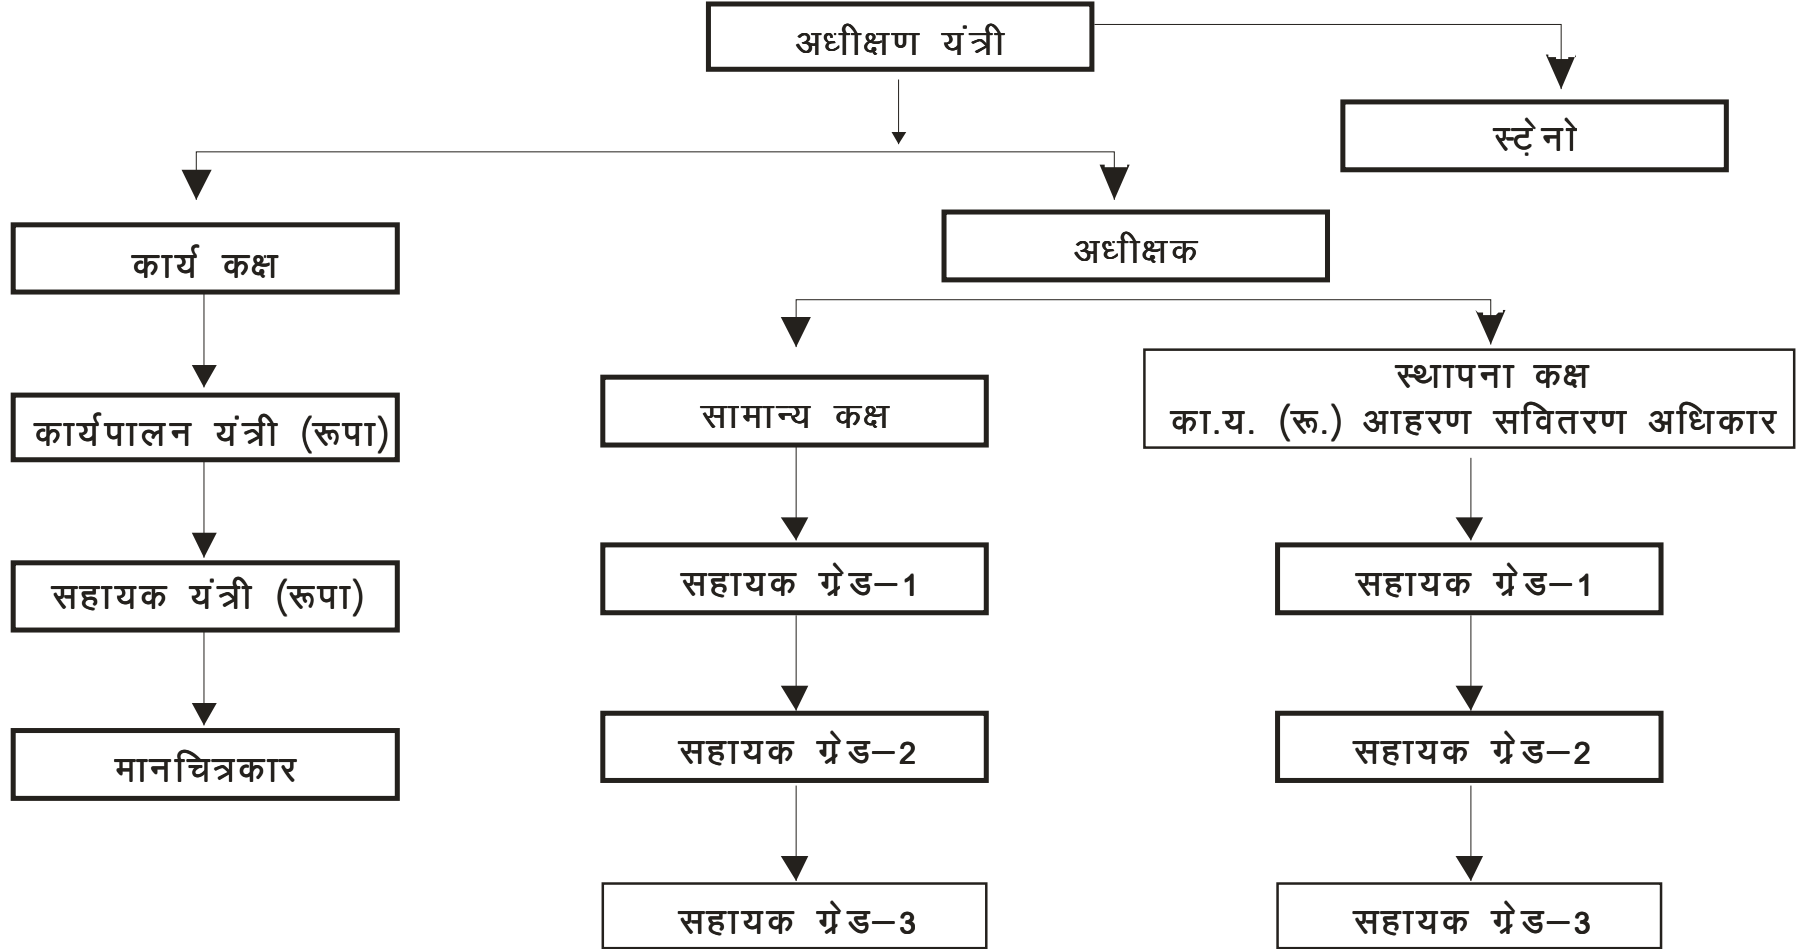 अधीक्षण यंत्री
स्टे़नो
कार्य कक्ष
अधीक्षक
कार्यपालन यंत्री (रूपा)
सामान्य कक्ष
स्थापना कक्ष
का.य. (रू.) आहरण सवितरण अधिकार
सहायक यंत्री (रूपा)
सहायक ग्रेड–1
सहायक ग्रेड–1
मानचित्रकार
सहायक ग्रेड–2
सहायक ग्रेड–2
सहायक ग्रेड–3
सहायक ग्रेड–3